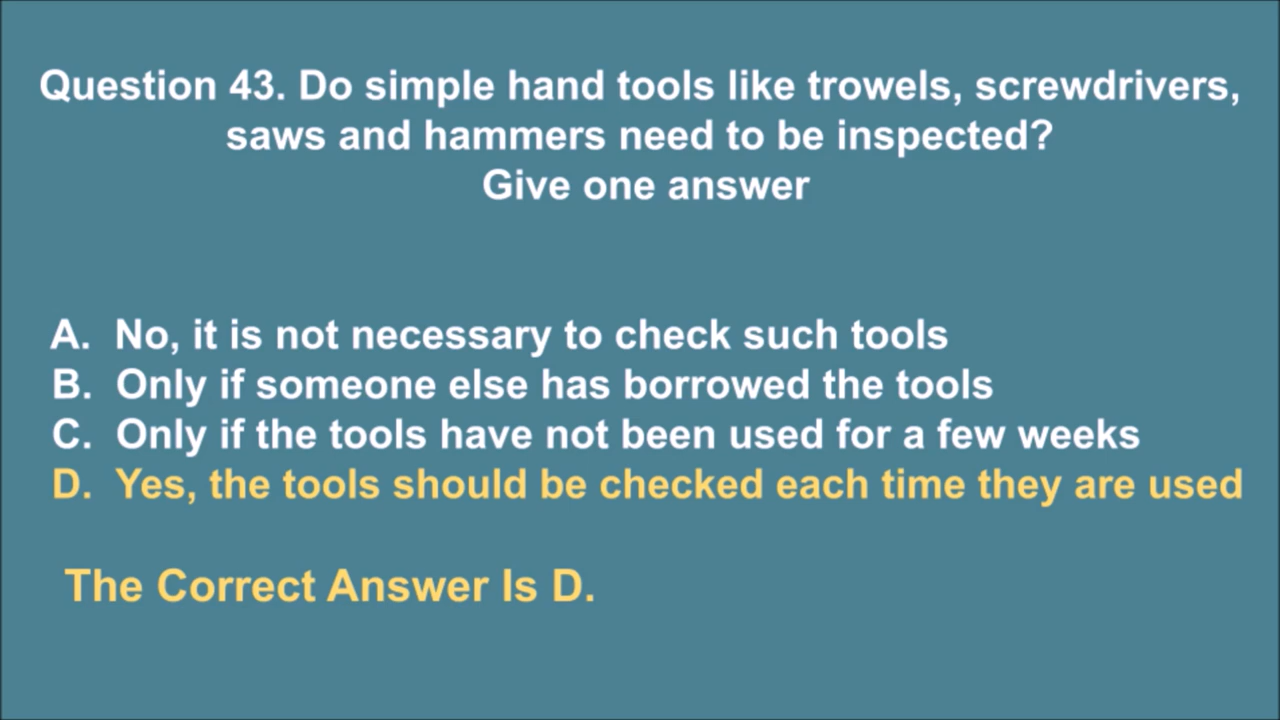 Question 43. Do simple hand tools like trowels, screwdrivers,
saws and hammers need to be inspected?
Give one answer
A. No, it is not necessary to check such tools
B. Only if someone else has borrowed the tools
C. Only if the tools have not been used for a few weeks
D. Yes, the tools should be checked each time they are used
The Correct Answer Is D.